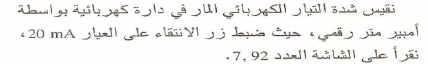 نقيس شدة التيار الكهربائي المار في دارة كهربائية بواسطة
أمبير متر رقمي، حيث ضبط زر الانتقاء على العيار 20 mA،
نقرأ على الشاشة العدد 7,92.